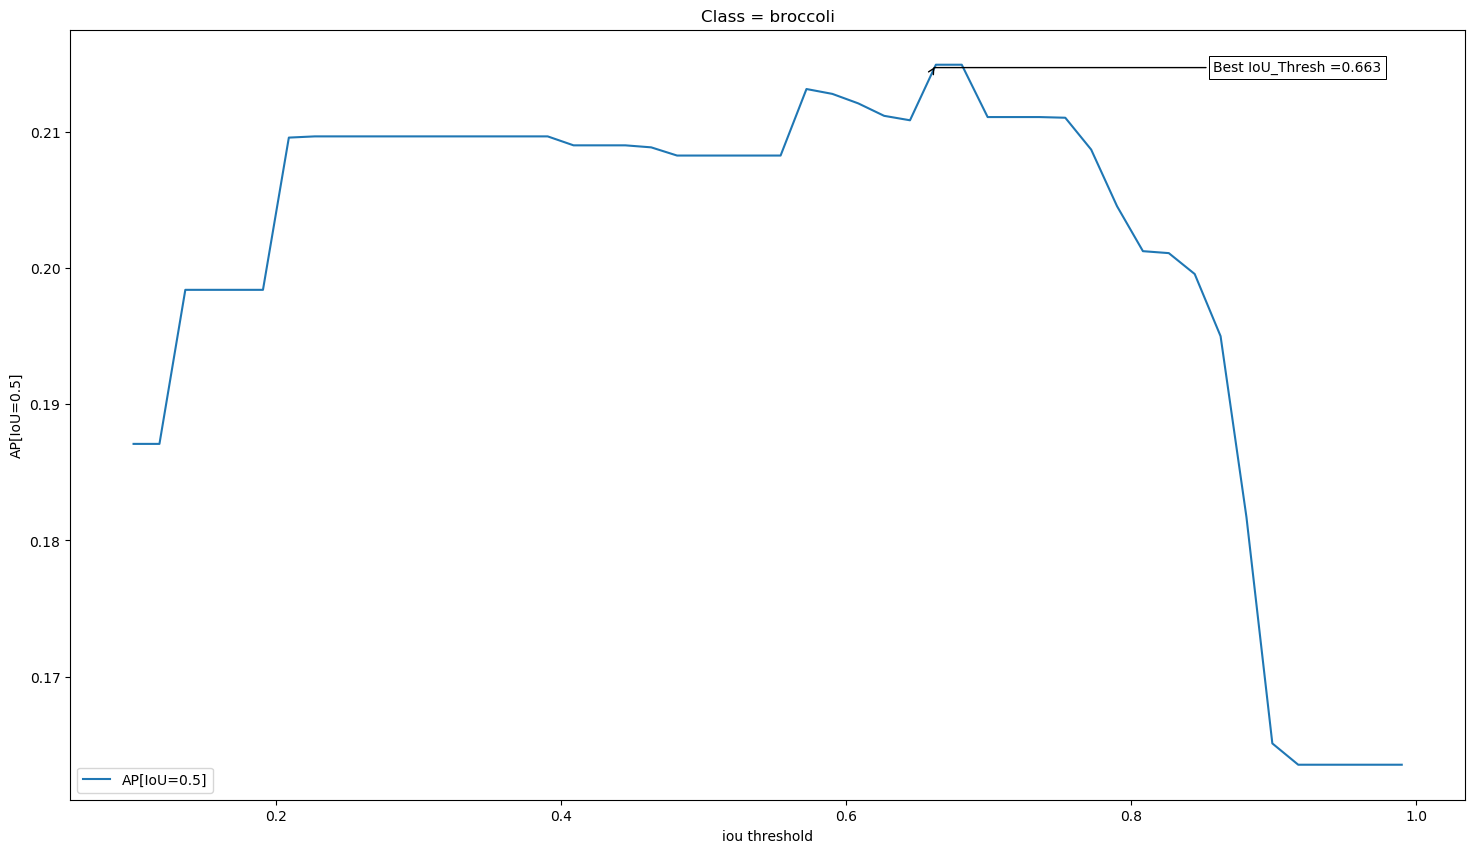 Class = broccoli
Best IoU_Thresh =0.663
AP[IoU=0.5]
0.21
0.20
0.19
0.18
0.17
AP[IoU=0.5]
0.2
0.4
0.6
0.8
1.0
iou threshold